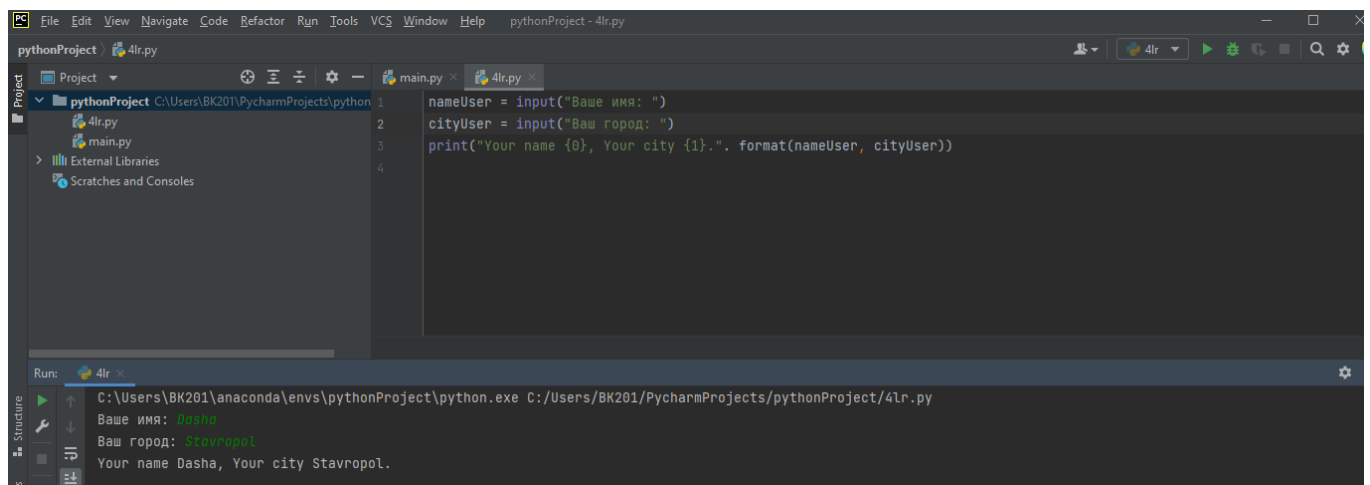 PC File Edit View Navigate Code Refactor Run Tools VCS Window Help pythonProject - 4lr.py
pythonProject 4lr.py 4lr
Project Project main.py 4lr.py
pythonProject C:\Users\BK201\PycharmProjects\python
4lr.py
main.py
External Libraries
Scratches and Consoles
1 nameUser = input("Ваше имя: ")
2 cityUser = input("Ваш город: ")
3 print("Your name {0}, Your city {1}.". format(nameUser, cityUser))
4
Run: 4lr
Structure
C:\Users\BK201\anaconda\envs\pythonProject\python.exe C:/Users/BK201/PycharmProjects/pythonProject/4lr.py
Ваше имя: Dasha
Ваш город: Stavropol
Your name Dasha, Your city Stavropol.